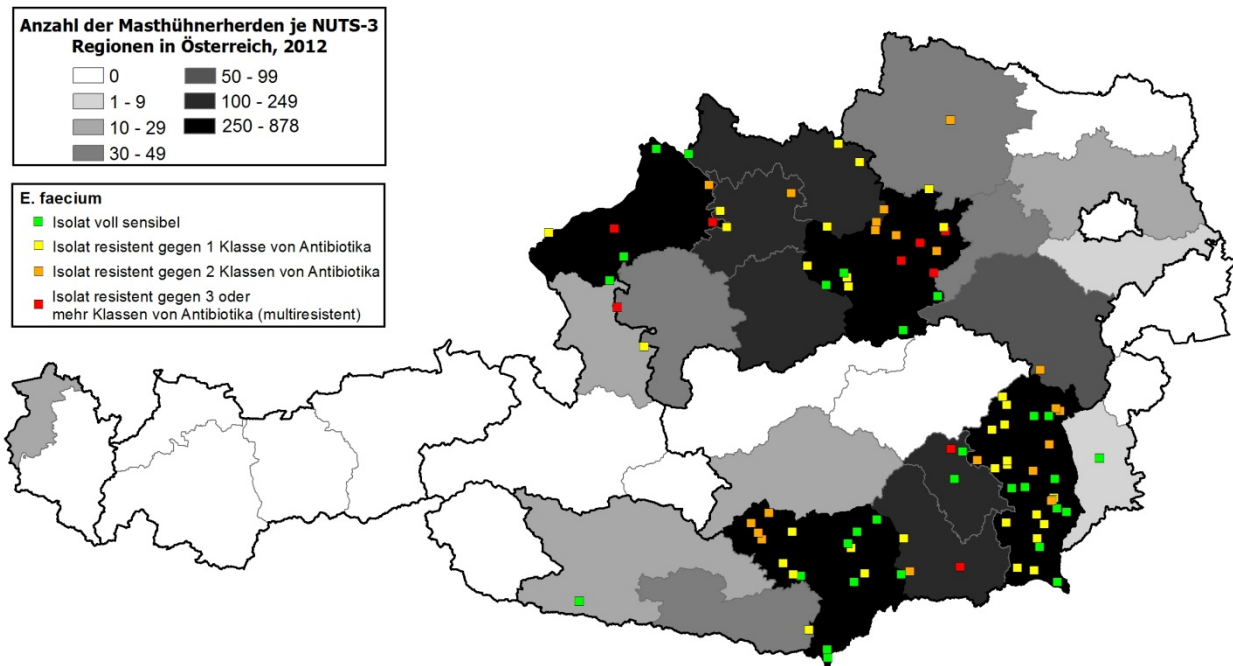 Anzahl der Masthühnerherden je NUTS-3
Regionen in Österreich, 2012
0
1 - 9
10 - 29
30 - 49
50 - 99
100 - 249
250 - 878
E. faecium
Isolat voll sensibel
Isolat resistent gegen 1 Klasse von Antibiotika
Isolat resistent gegen 2 Klassen von Antibiotika
Isolat resistent gegen 3 oder
mehr Klassen von Antibiotika (multiresistent)